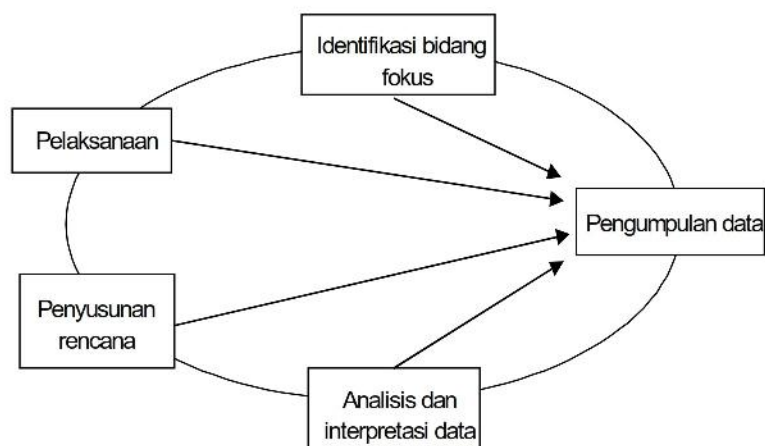 Identifikasi bidang
fokus
Pelaksanaan
Pengumpulan data
Penyusunan
rencana
Analisis dan
interpretasi data